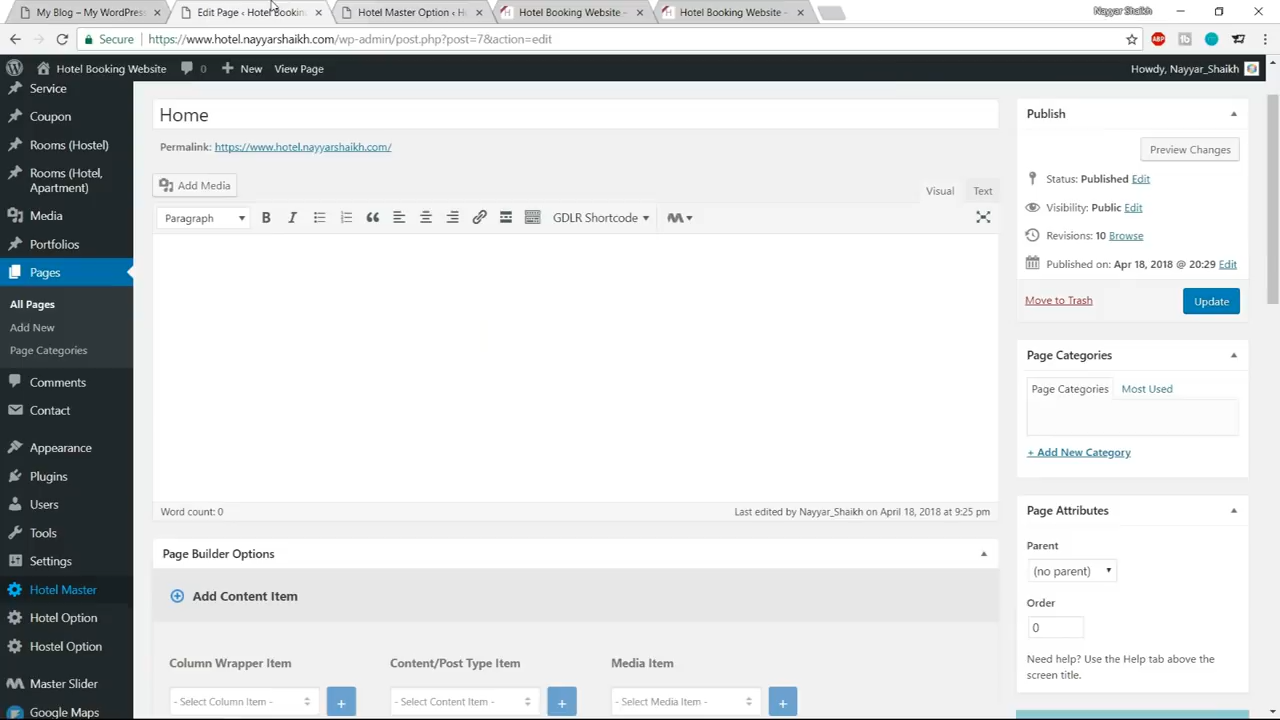 My Blog – My WordPress
Edit Page ‹ Hotel Bookin
Hotel Master Option ‹ H
Hotel Booking Website –
Hotel Booking Website –
Nayyar Shaikh
Secure
https://www.hotel.nayyarshaikh.com/wp-admin/post.php?post=7&action=edit
ABP
Hotel Booking Website
0
New
View Page
Howdy, Nayyar_Shaikh
Service
Coupon
Rooms (Hostel)
Rooms (Hotel,
Apartment)
Media
Portfolios
Pages
All Pages
Add New
Page Categories
Comments
Contact
Appearance
Plugins
Users
Tools
Settings
Hotel Master
Hotel Option
Hostel Option
Master Slider
Google Maps
Home
Permalink: https://www.hotel.nayyarshaikh.com/
Add Media
Visual
Text
Paragraph
B
I
GDLR Shortcode
Word count: 0
Last edited by Nayyar_Shaikh on April 18, 2018 at 9:25 pm
Page Builder Options
Add Content Item
Column Wrapper Item
Content/Post Type Item
Media Item
- Select Column Item -
+
- Select Content Item -
+
- Select Media Item -
+
Publish
Preview Changes
Status: Published Edit
Visibility: Public Edit
Revisions: 10 Browse
Published on: Apr 18, 2018 @ 20:29 Edit
Move to Trash
Update
Page Categories
Page Categories
Most Used
+ Add New Category
Page Attributes
Parent
(no parent)
Order
0
Need help? Use the Help tab above the
screen title.